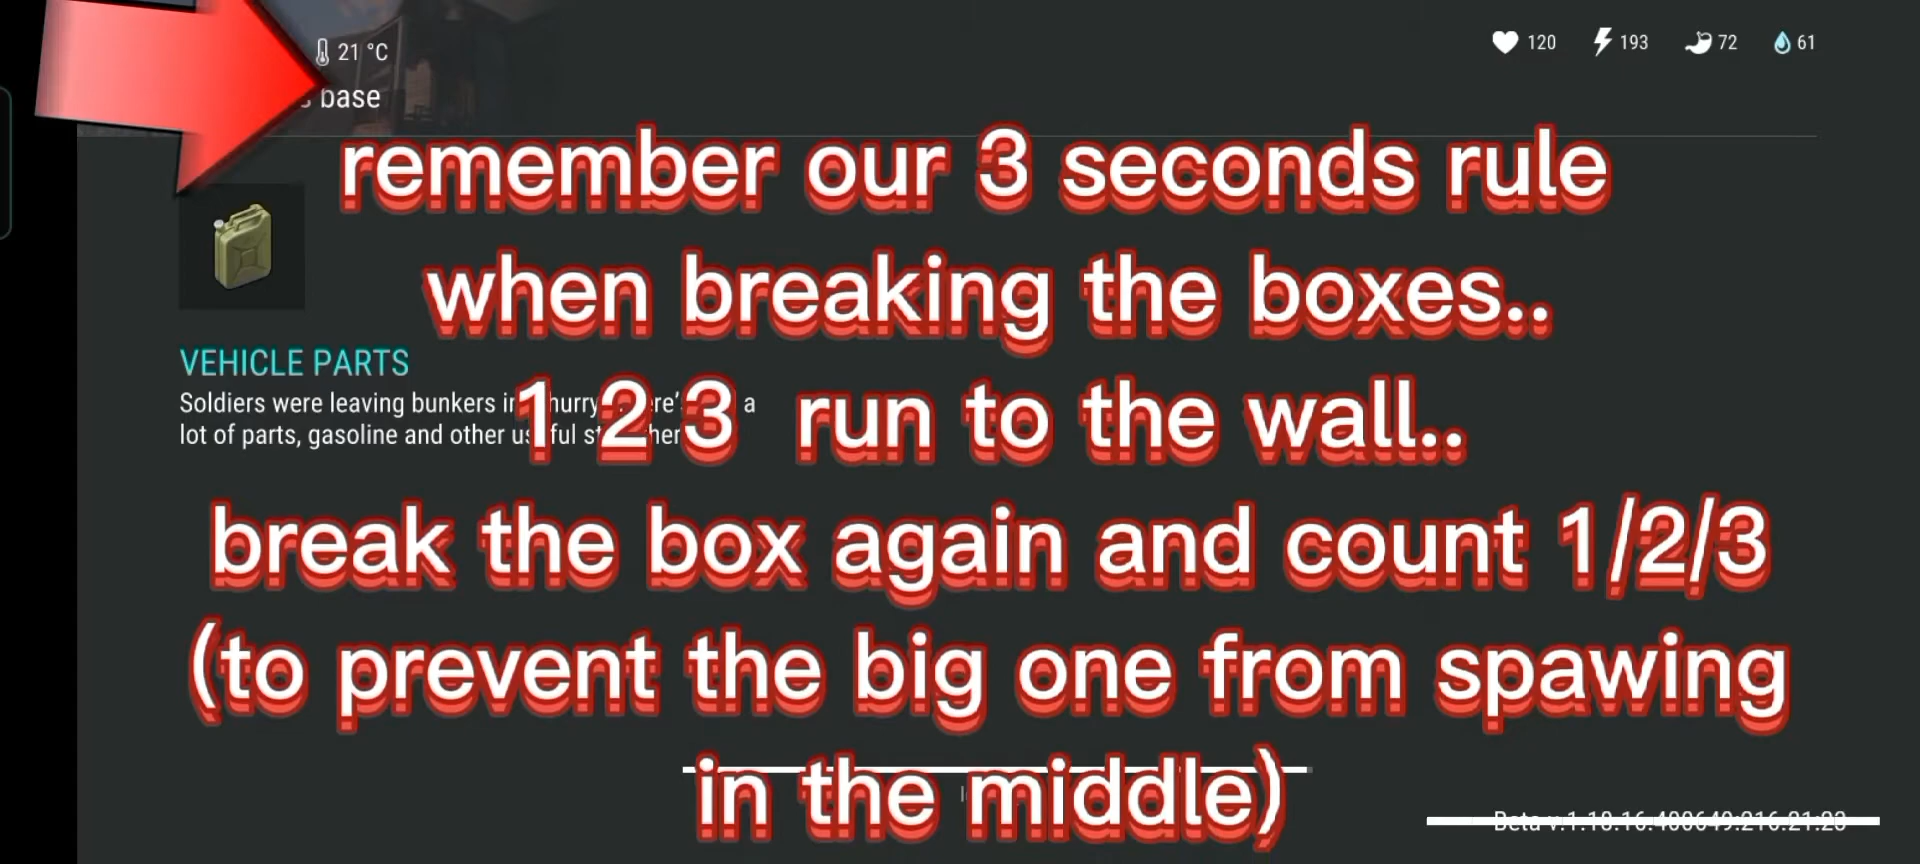 21 °C
120
193
72
61
base
remember our 3 seconds rule
when breaking the boxes..
VEHICLE PARTS
1 2 3 run to the wall..
Soldiers were leaving bunkers in hurry a
lot of parts, gasoline and other
break the box again and count 1/2/3
(to prevent the big one from spawing
in the middle)